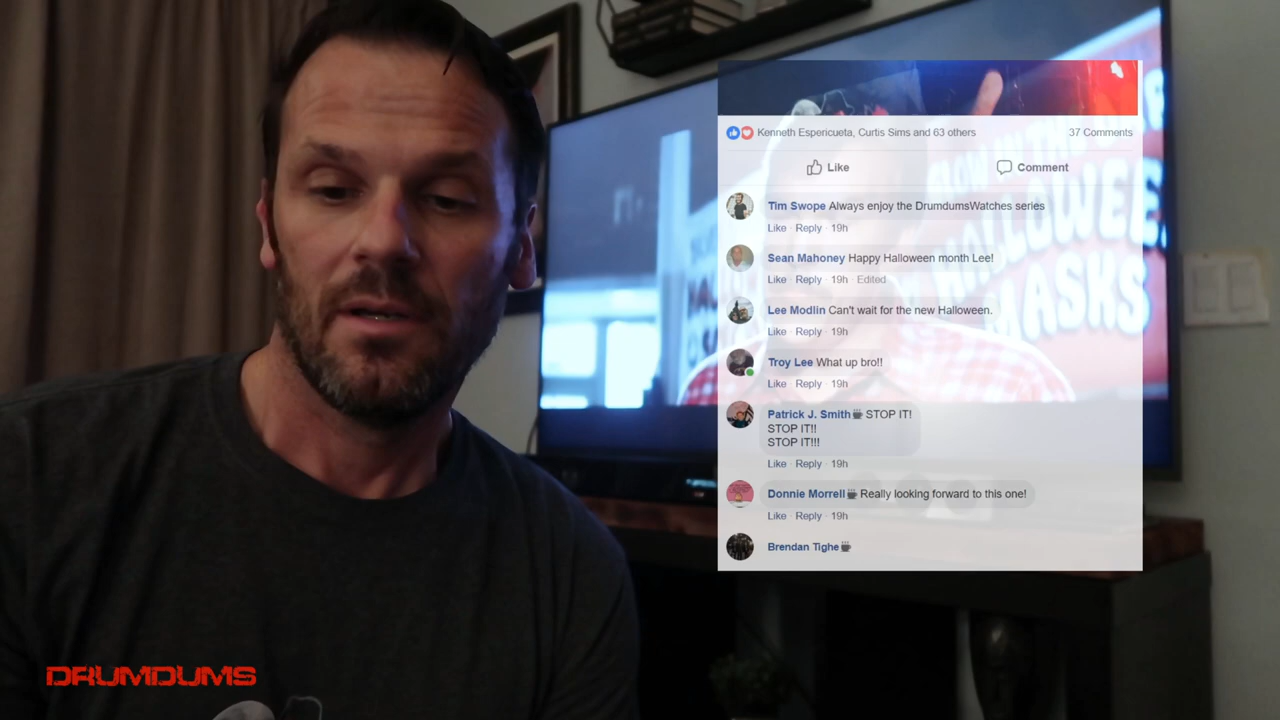 Kenneth Espericueta, Curtis Sims and 63 others 37 Comments
Like Comment
Tim Swope Always enjoy the DrumdumsWatches series
Like · Reply · 19h
Sean Mahoney Happy Halloween month Lee!
Like · Reply · 19h · Edited
Lee Modlin Can't wait for the new Halloween.
Like · Reply · 19h
Troy Lee What up bro!!
Like · Reply · 19h
Patrick J. Smith STOP IT!
STOP IT!!
STOP IT!!!
Like · Reply · 19h
Donnie Morrell Really looking forward to this one!
Like · Reply · 19h
Brendan Tighe
HALLOWEE
MASKS
DRUMDUMS